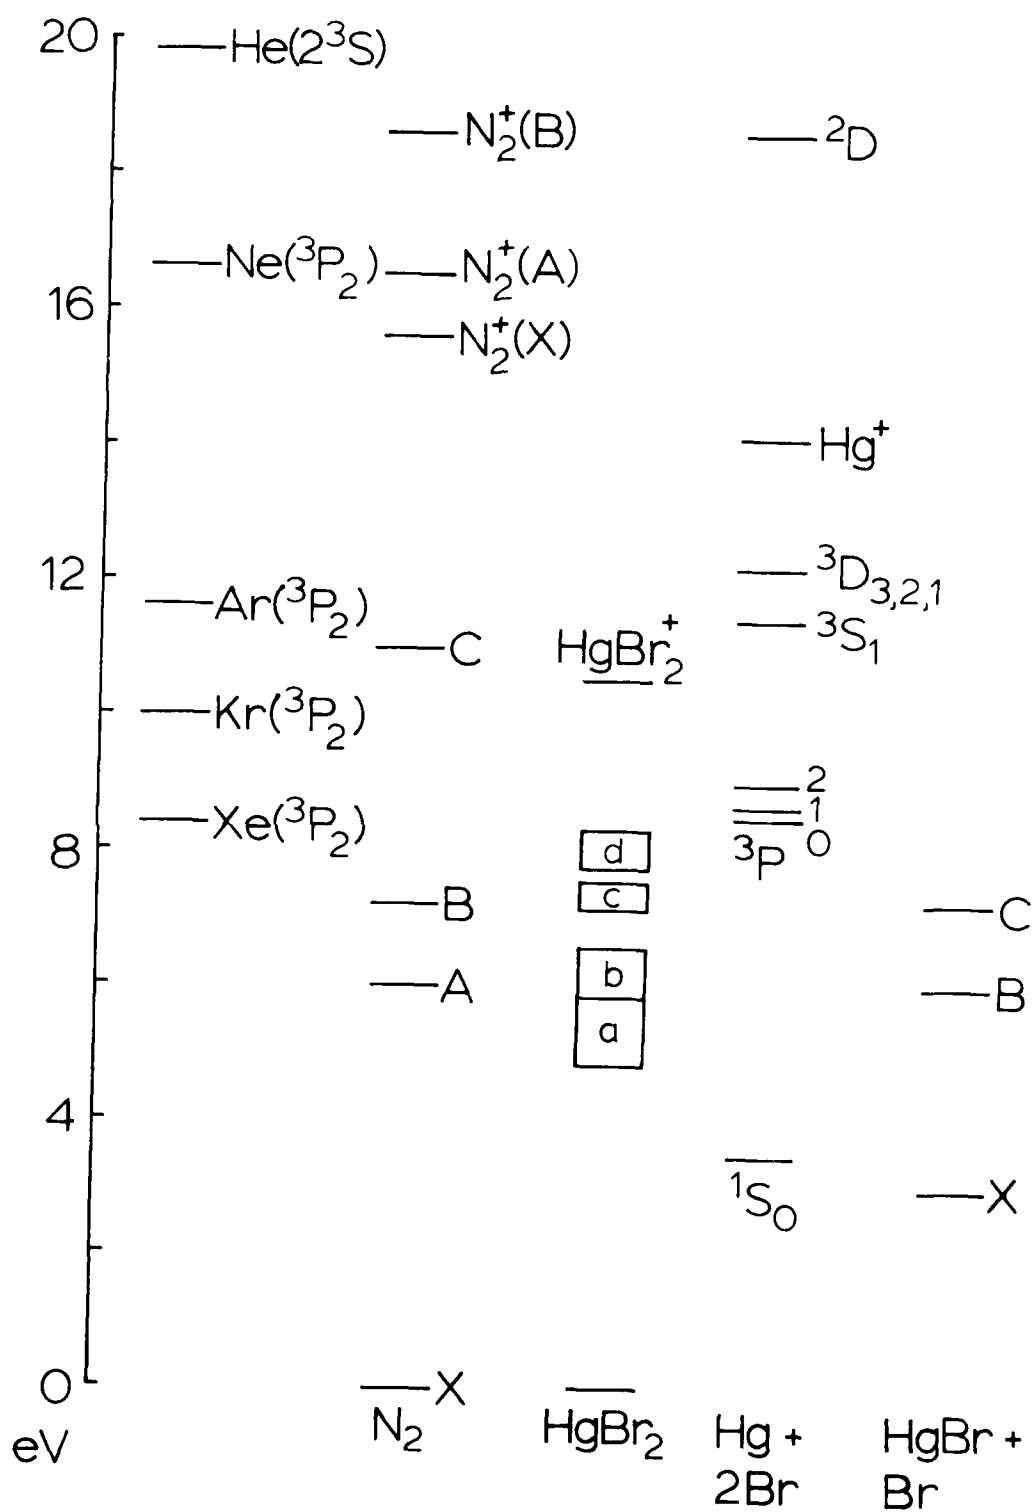 20
He(2³S)
N₂⁺(B)
²D
Ne(³P₂)
N₂⁺(A)
16
N₂⁺(X)
Hg⁺
12
³D₃,₂,₁
Ar(³P₂)
³S₁
C
HgBr₂⁺
Kr(³P₂)
2
1
0
³P
Xe(³P₂)
8
d
c
B
C
b
A
B
a
4
¹S₀
X
0
X
eV
N₂
HgBr₂
Hg +
2Br
HgBr +
Br